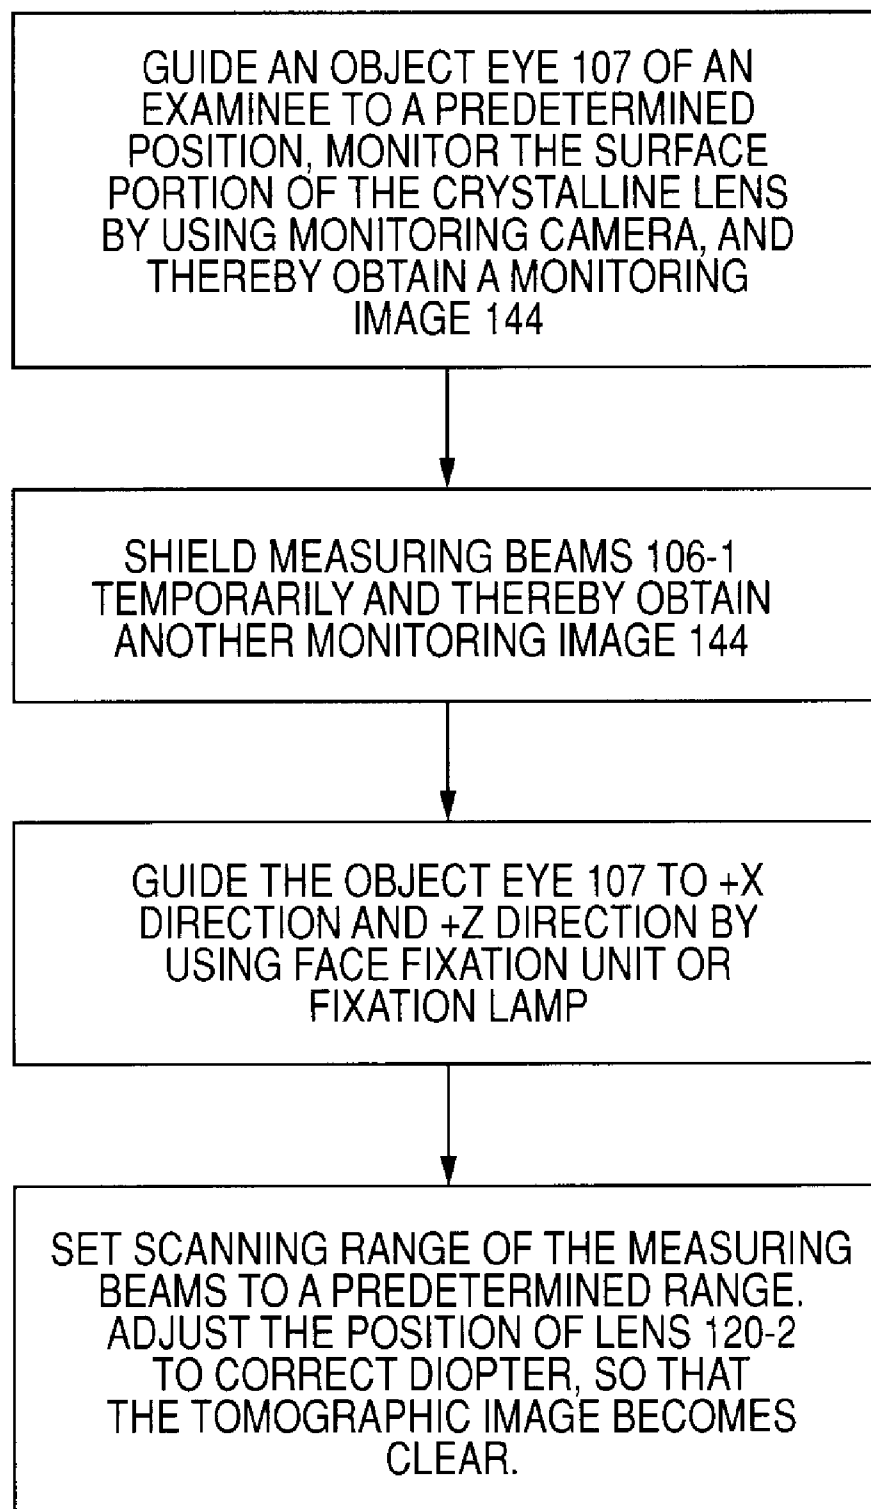 GUIDE AN OBJECT EYE 107 OF AN
EXAMINEE TO A PREDETERMINED
POSITION, MONITOR THE SURFACE
PORTION OF THE CRYSTALLINE LENS
BY USING MONITORING CAMERA, AND
THEREBY OBTAIN A MONITORING
IMAGE 144
SHIELD MEASURING BEAMS 106-1
TEMPORARILY AND THEREBY OBTAIN
ANOTHER MONITORING IMAGE 144
GUIDE THE OBJECT EYE 107 TO +X
DIRECTION AND +Z DIRECTION BY
USING FACE FIXATION UNIT OR
FIXATION LAMP
SET SCANNING RANGE OF THE MEASURING
BEAMS TO A PREDETERMINED RANGE.
ADJUST THE POSITION OF LENS 120-2
TO CORRECT DIOPTER, SO THAT
THE TOMOGRAPHIC IMAGE BECOMES
CLEAR.